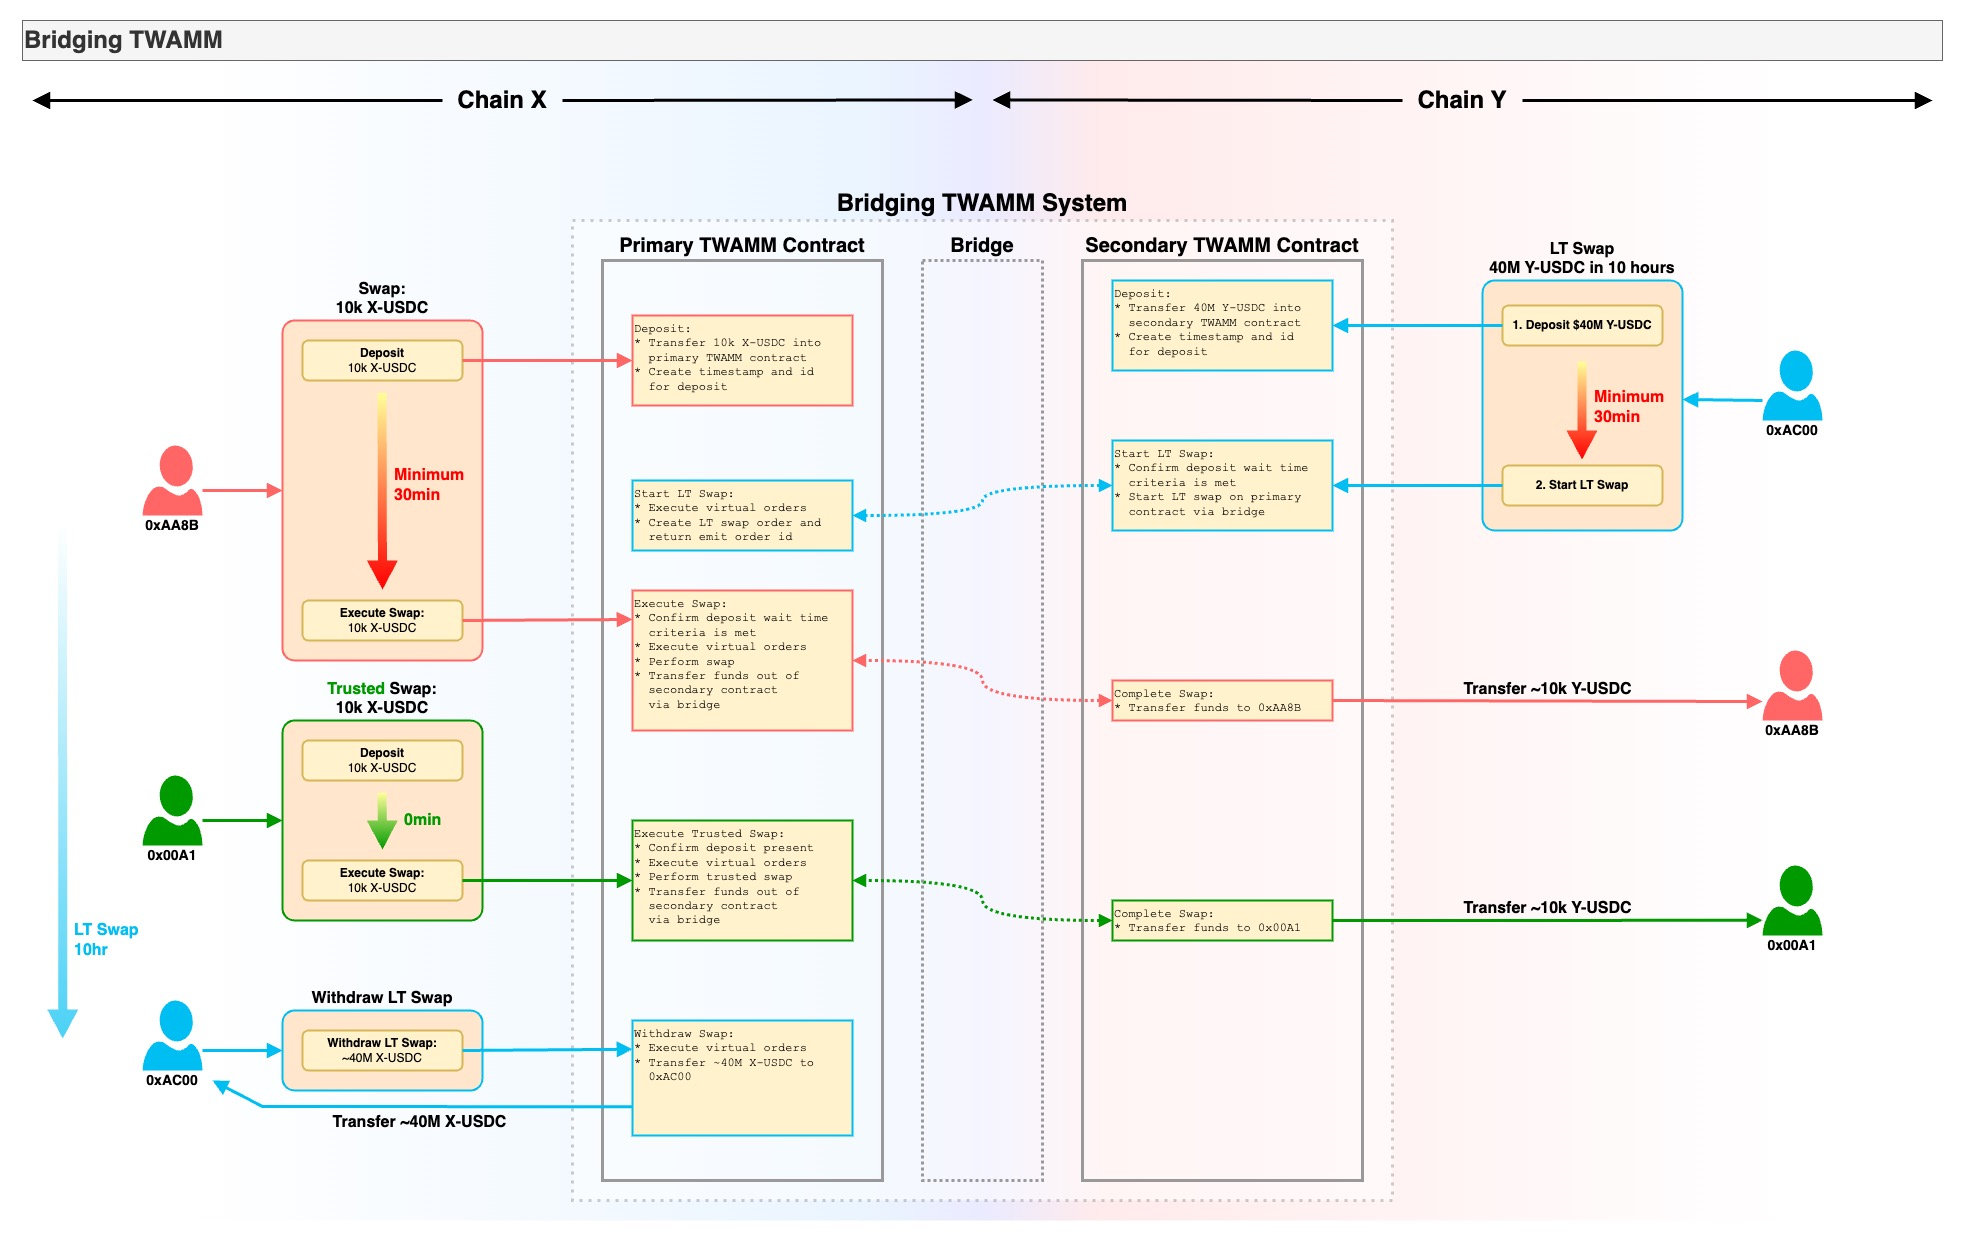 Bridging TWAMM
Chain X
Chain Y
Bridging TWAMM System
Primary TWAMM Contract
Bridge
Secondary TWAMM Contract
LT Swap
40M Y-USDC in 10 hours
1. Deposit $40M Y-USDC
Minimum
30min
2. Start LT Swap
0xAC00
Deposit:
* Transfer 40M Y-USDC into
secondary TWAMM contract
* Create timestamp and id
for deposit
Start LT Swap:
* Confirm deposit wait time
criteria is met
* Start LT swap on primary
contract via bridge
Swap:
10k X-USDC
Deposit
10k X-USDC
Minimum
30min
Execute Swap:
10k X-USDC
0xAA8B
Deposit:
* Transfer 10k X-USDC into
primary TWAMM contract
* Create timestamp and id
for deposit
Start LT Swap:
* Execute virtual orders
* Create LT swap order and
return emit order id
Execute Swap:
* Confirm deposit wait time
criteria is met
* Execute virtual orders
* Perform swap
* Transfer funds out of
secondary contract
via bridge
Complete Swap:
* Transfer funds to 0xAA8B
Transfer ~10k Y-USDC
0xAA8B
Trusted Swap:
10k X-USDC
Deposit
10k X-USDC
0min
Execute Swap:
10k X-USDC
0x00A1
Execute Trusted Swap:
* Confirm deposit present
* Execute virtual orders
* Perform trusted swap
* Transfer funds out of
secondary contract
via bridge
Complete Swap:
* Transfer funds to 0x00A1
Transfer ~10k Y-USDC
0x00A1
LT Swap
10hr
Withdraw LT Swap
Withdraw LT Swap:
~40M X-USDC
0xAC00
Withdraw Swap:
* Execute virtual orders
* Transfer ~40M X-USDC to
0xAC00
Transfer ~40M X-USDC